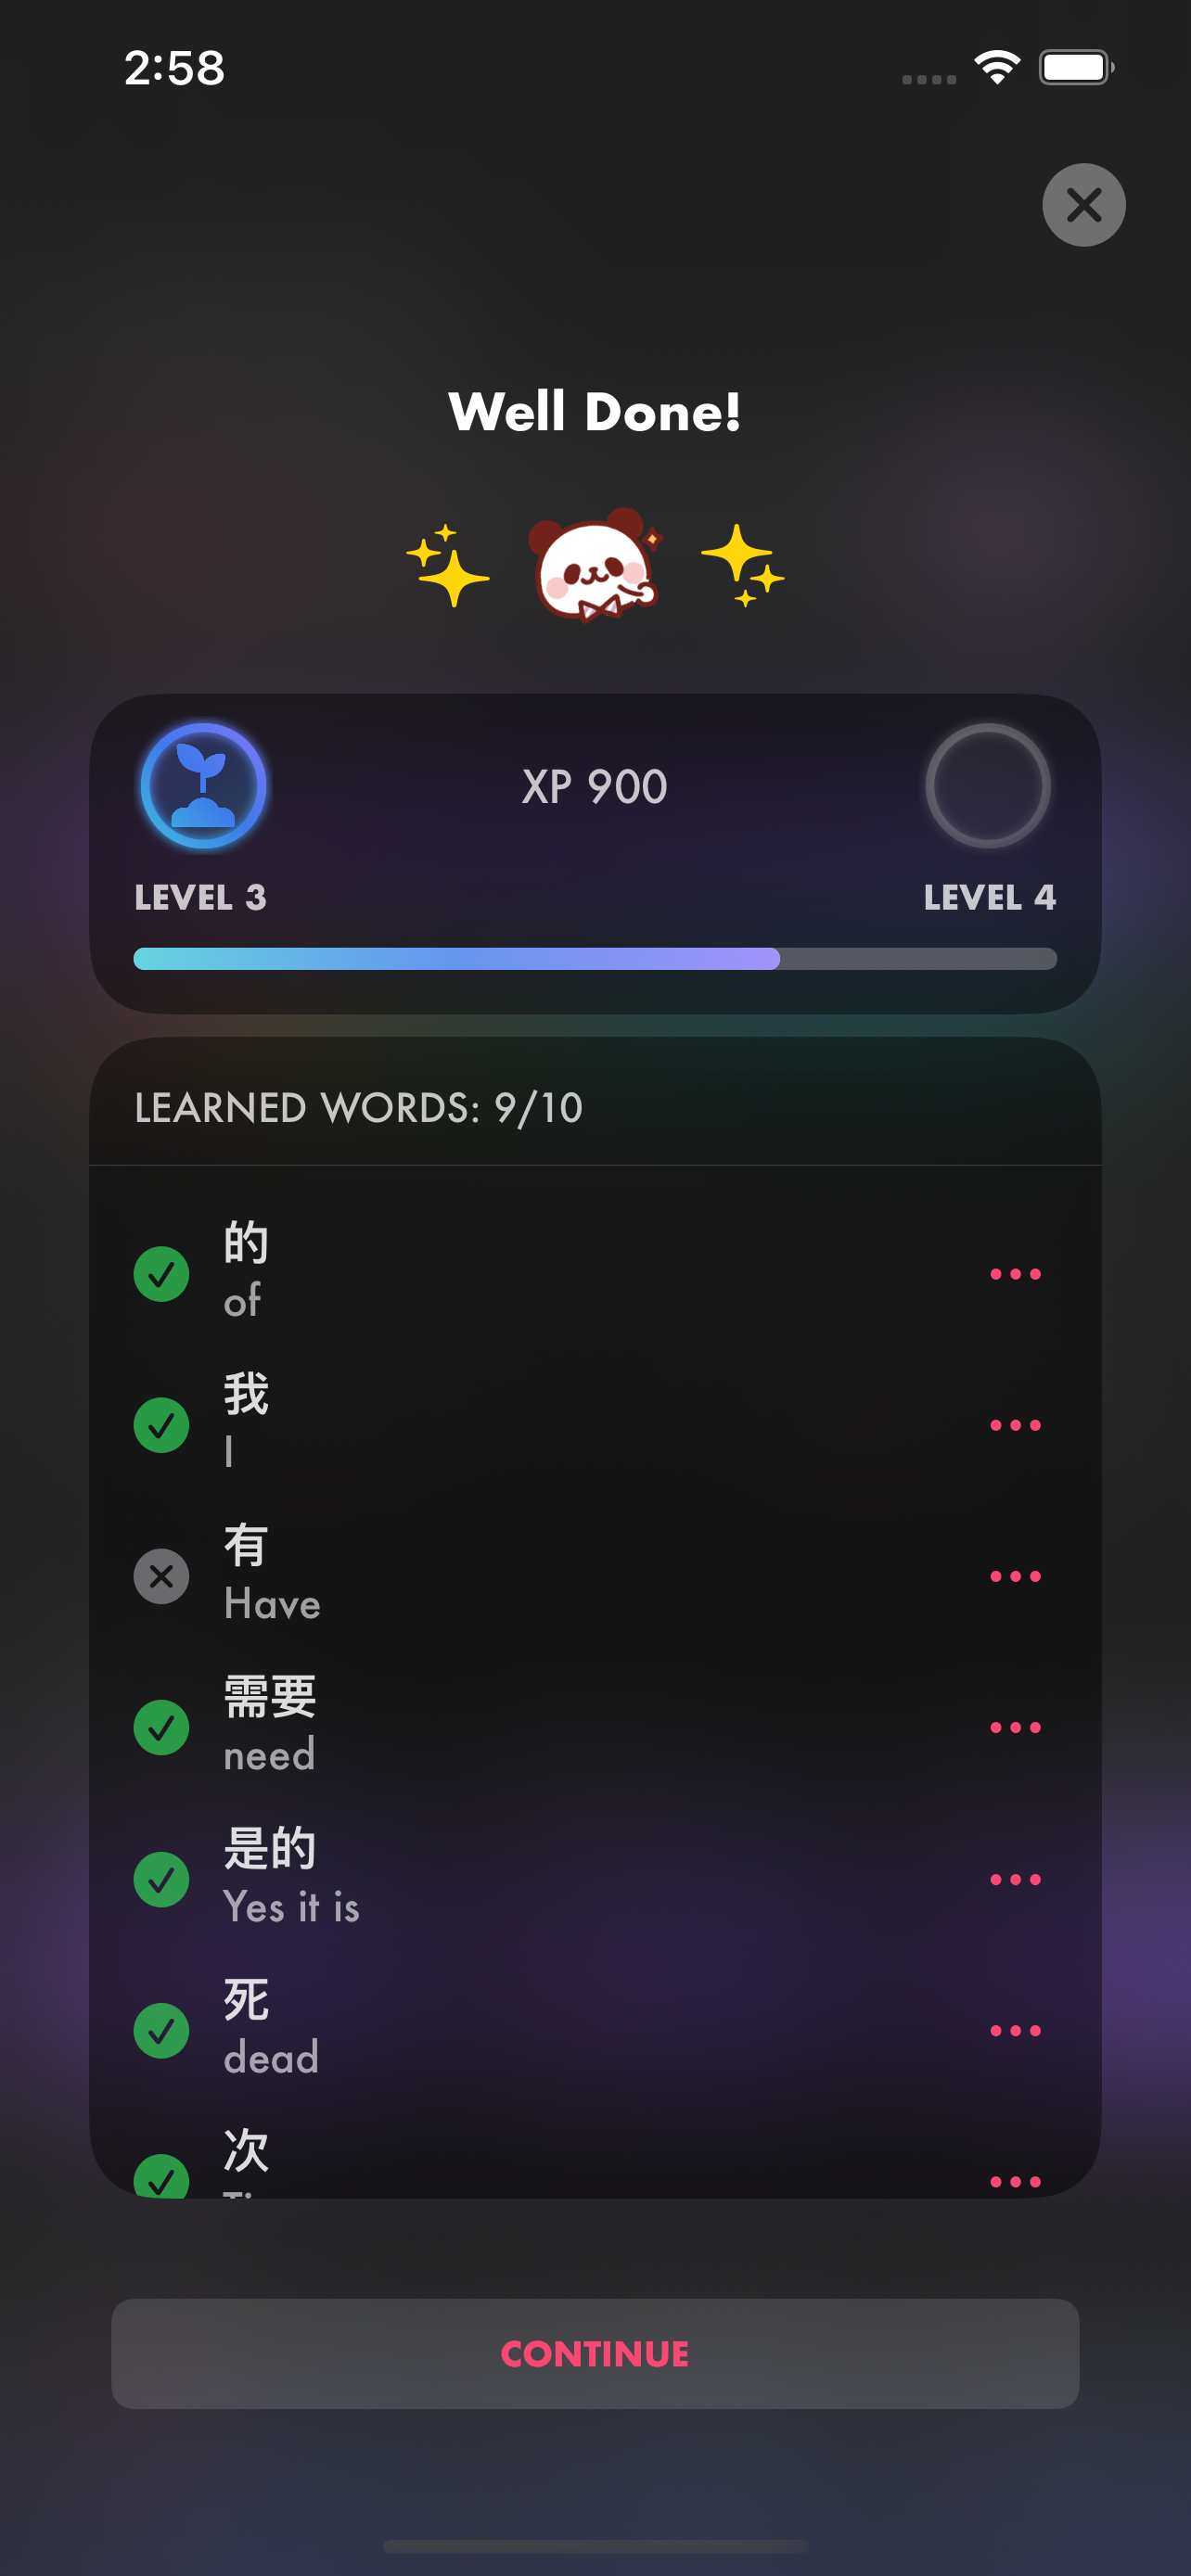 2:58
Well Done!
XP 900
LEVEL 3
LEVEL 4
LEARNED WORDS: 9/10
的
of
我
I
有
Have
需要
need
是的
Yes it is
死
dead
次
CONTINUE